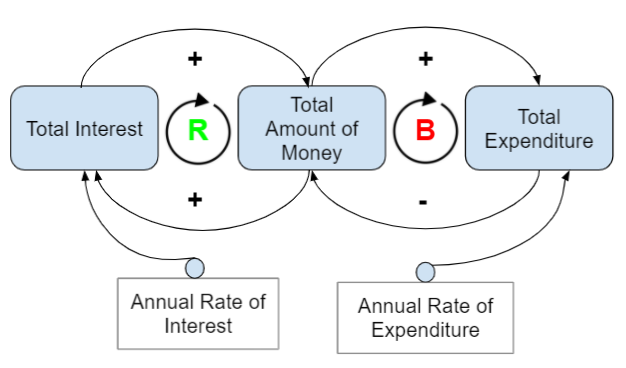 +
+
Total Interest
R
Total
Amount of
Money
B
Total
Expenditure
+
-
Annual Rate of
Interest
Annual Rate of
Expenditure